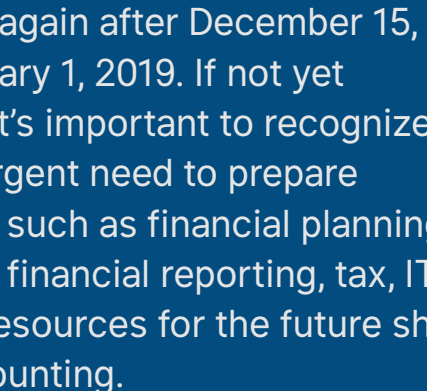 again after December 15,
ary 1, 2019. If not yet
t's important to recognize
rgent need to prepare
such as financial plannin
financial reporting, tax, IT
esources for the future sh
ounting.